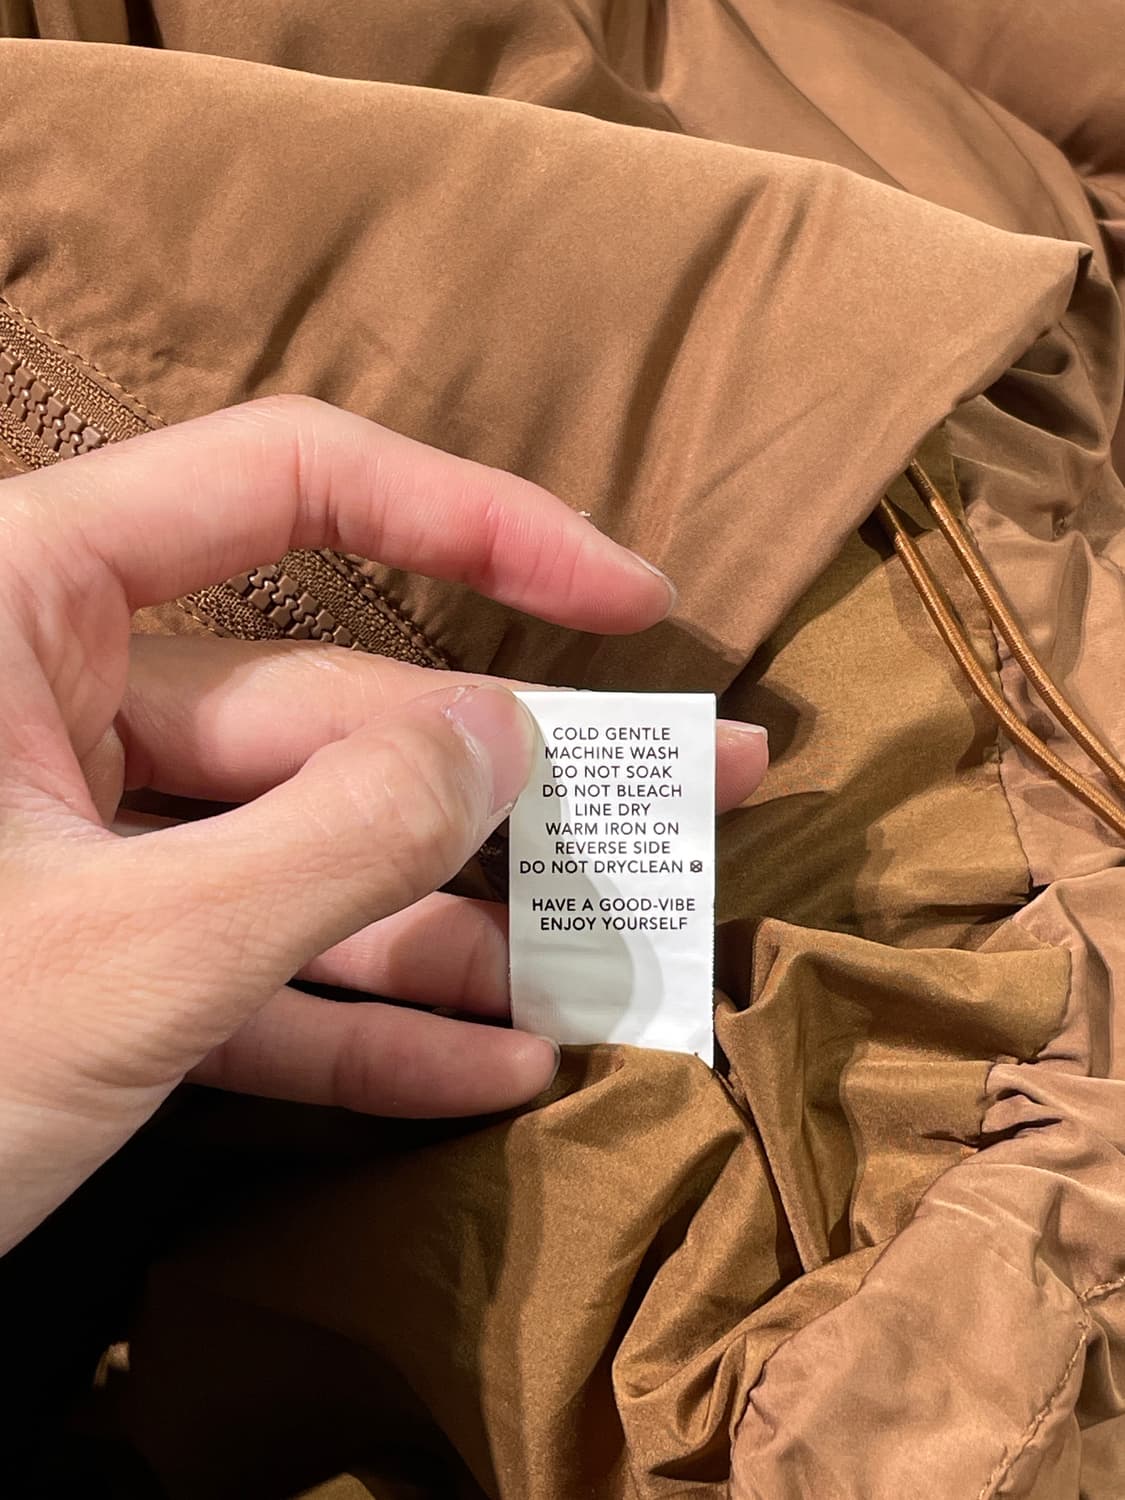 COLD GENTLE
MACHINE WASH
DO NOT SOAK
DO NOT BLEACH
LINE DRY
WARM IRON ON
REVERSE SIDE
DO NOT DRYCLEAN
HAVE A GOOD-VIBE
ENJOY YOURSELF